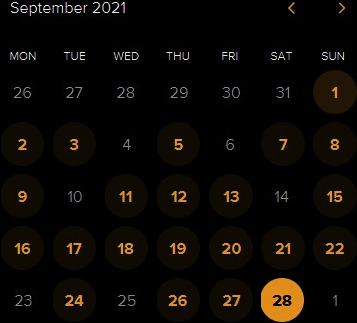 September 2021
MON TUE WED THU FRI SAT SUN
26 27 28 29 30 31 1
2 3 4 5 6 7 8
9 10 11 12 13 14 15
16 17 18 19 20 21 22
23 24 25 26 27 28 1